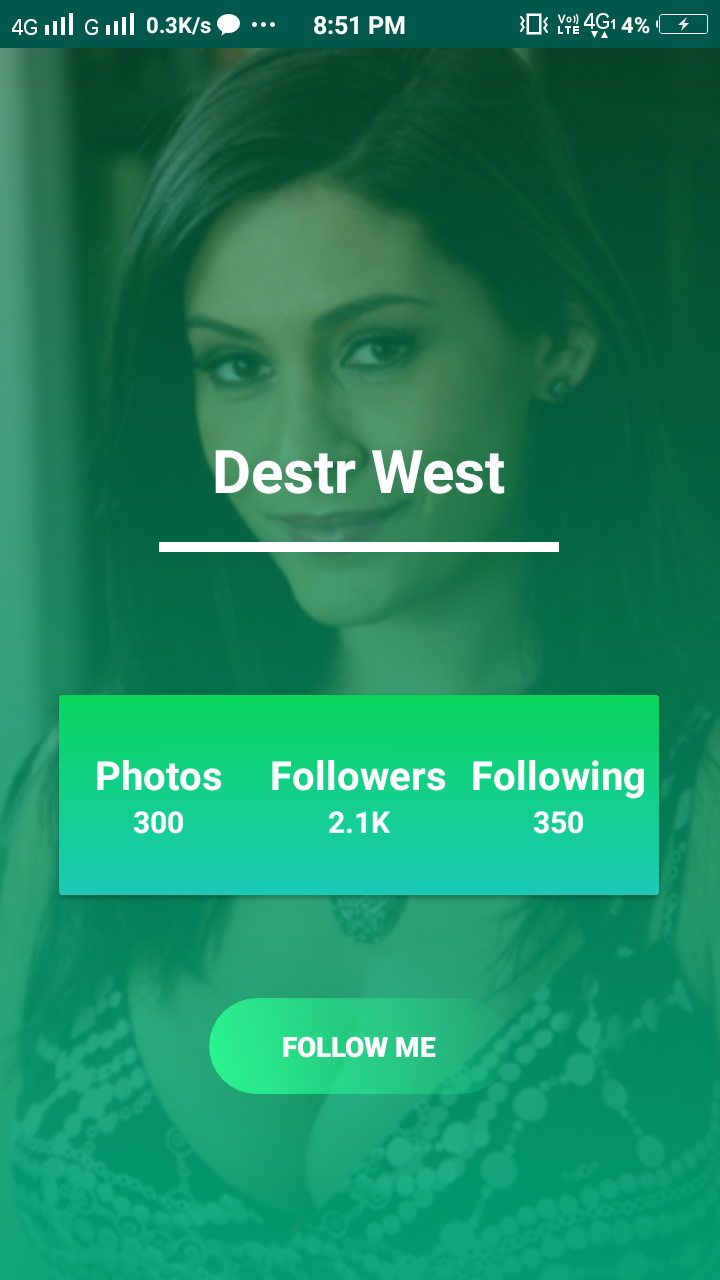 4G G 0.3K/s ... 8:51 PM Vo)) LTE 4G1 4%
Destr West
Photos Followers Following
300 2.1K 350
FOLLOW ME